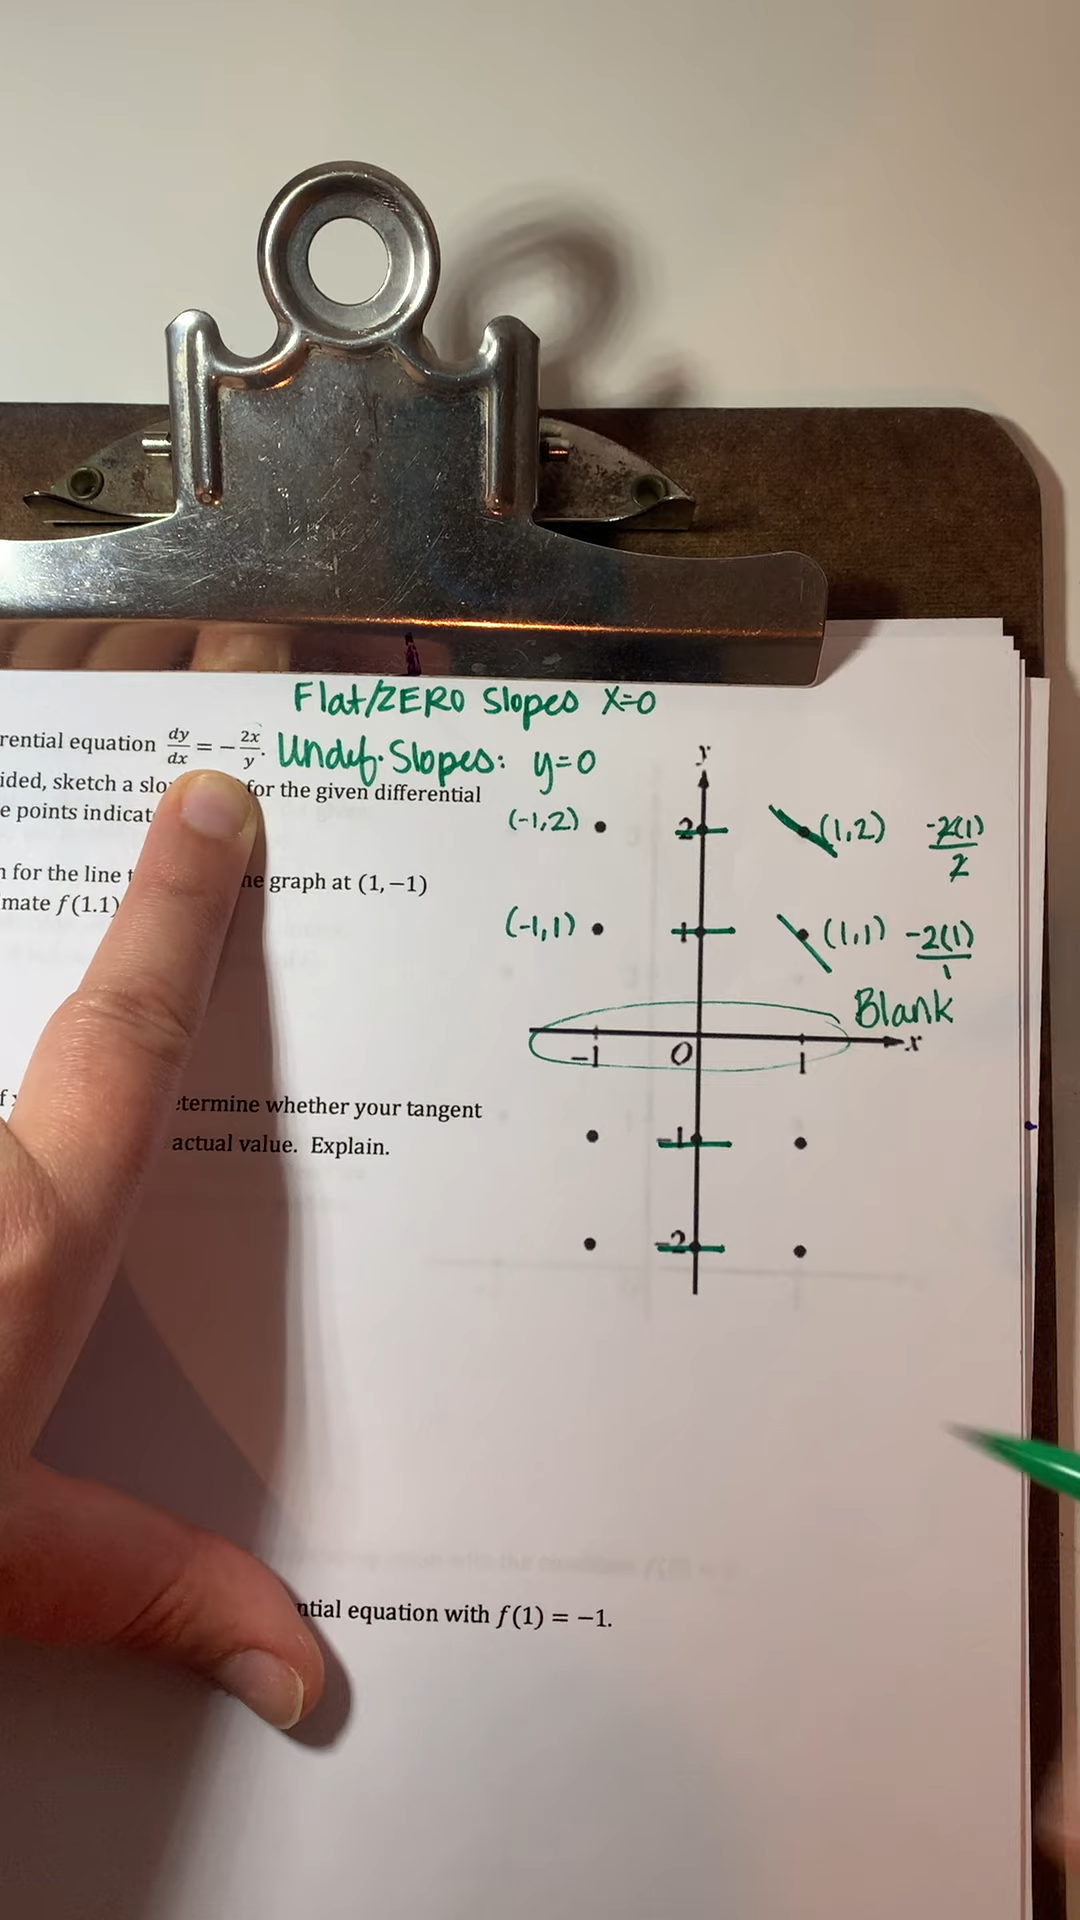 Flat/ZERO Slopes x=0
rential equation dy/dx = − 2x/y. Undef. Slopes: y=0
y
ided, sketch a slo for the given differential
e points indicat
(-1,2) 2 (1,2) -2(1)/2
n for the line t he graph at (1, −1)
mate f(1.1)
(-1,1) 1 (1,1) -2(1)/1
Blank
−1 0 1 x
etermine whether your tangent
actual value. Explain.
−1
−2
ntial equation with f(1) = −1.